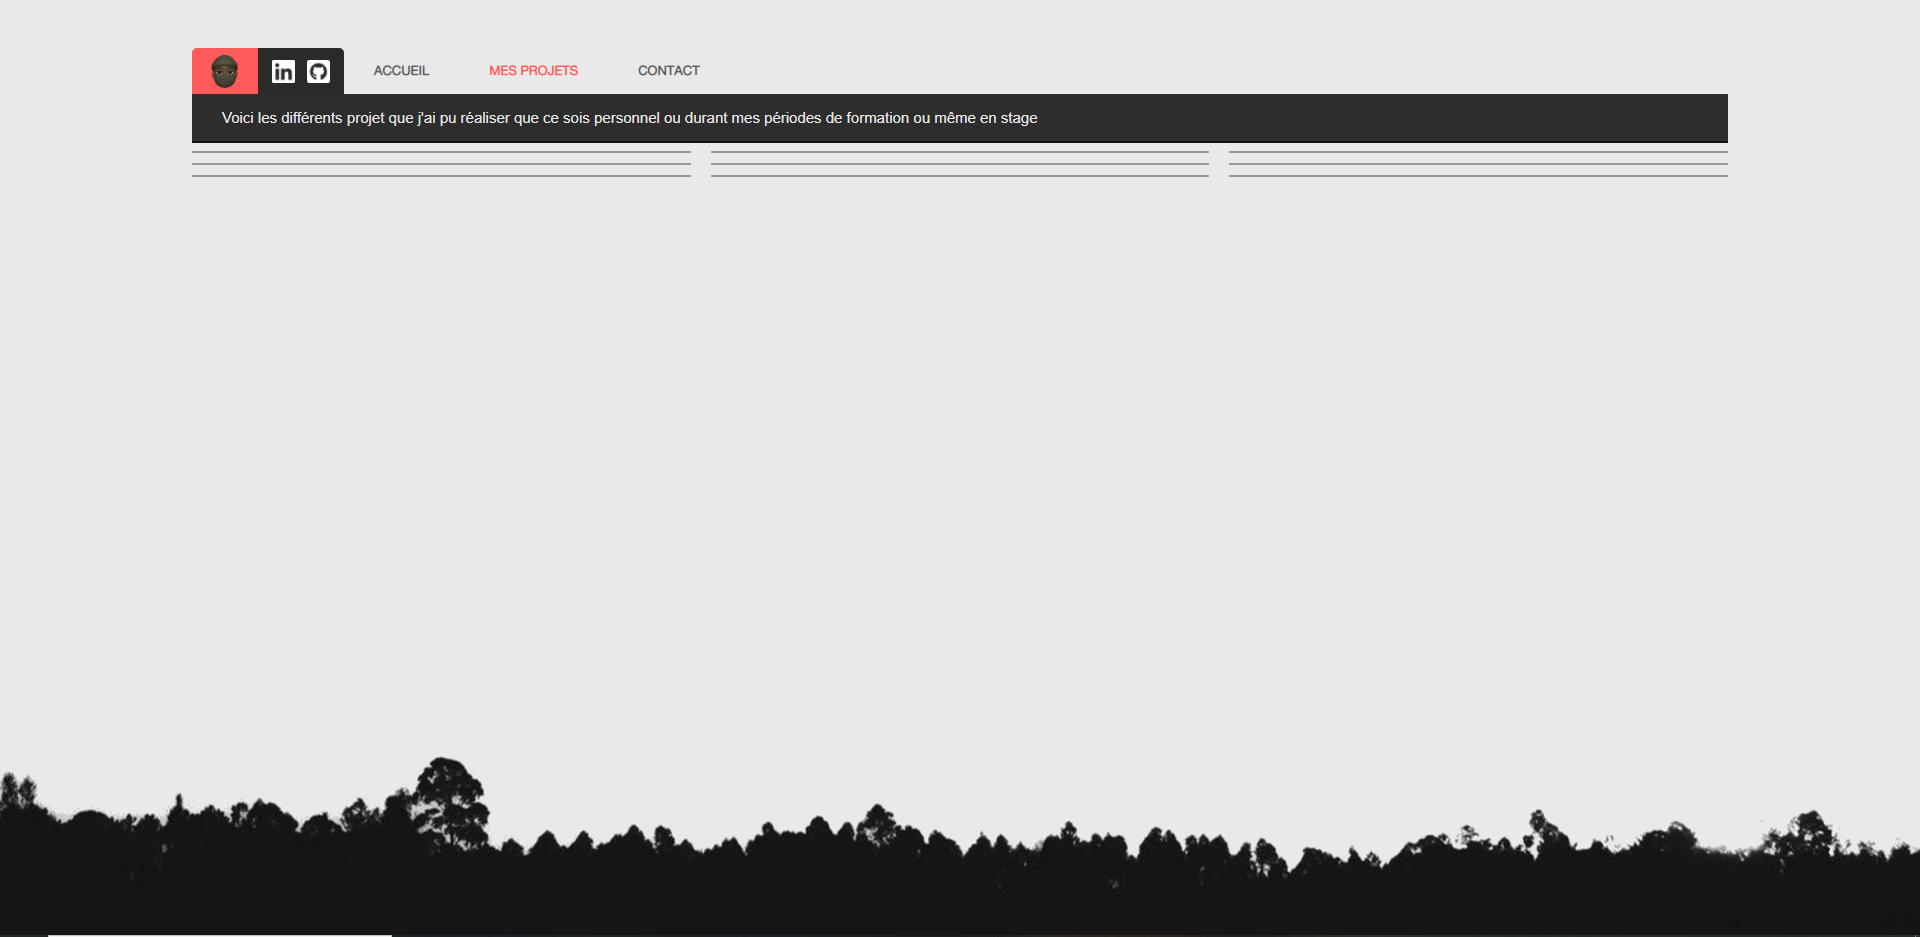 in
ACCUEIL MES PROJETS CONTACT
Voici les différents projet que j'ai pu réaliser que ce sois personnel ou durant mes périodes de formation ou même en stage